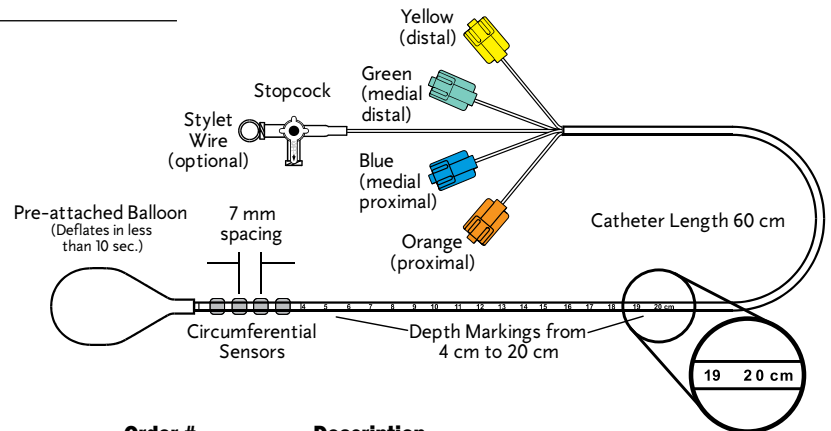 Yellow
(distal)
Green
(medial
distal)
Stopcock
Stylet
Wire
(optional)
Blue
(medial
proximal)
Orange
(proximal)
Catheter Length 60 cm
Pre-attached Balloon
(Deflates in less
than 10 sec.)
7 mm
spacing
4 5 6 7 8 9 10 11 12 13 14 15 16 17 18 19 20 cm
Circumferential
Sensors
Depth Markings from
4 cm to 20 cm
19 20 cm
Order # Description